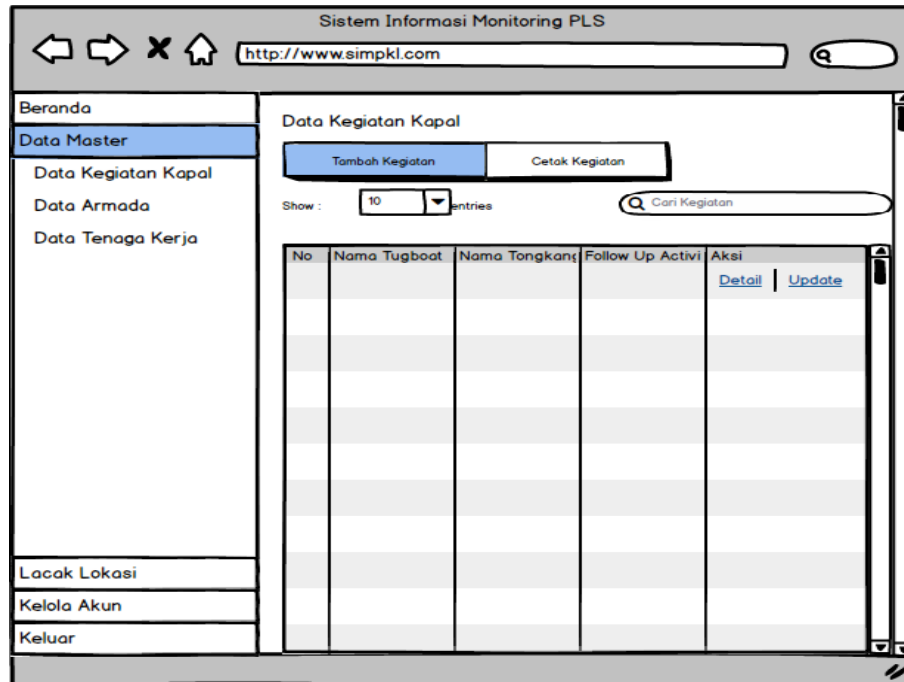 Sistem Informasi Monitoring PLS
http://www.simpkl.com
Beranda
Data Master
Data Kegiatan Kapal
Data Armada
Data Tenaga Kerja
Lacak Lokasi
Kelola Akun
Keluar
Data Kegiatan Kapal
Tambah Kegiatan Cetak Kegiatan
Show : 10 entries Cari Kegiatan
No Nama Tugboat Nama Tongkang Follow Up Activi Aksi
Detail Update